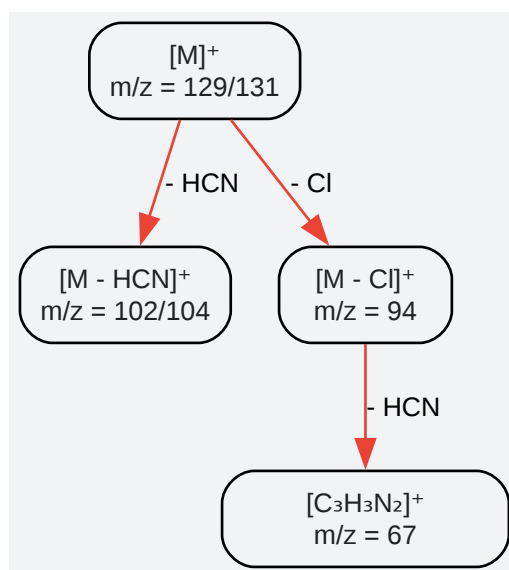 [M]⁺
m/z = 129/131
- HCN
- Cl
[M - HCN]⁺
m/z = 102/104
[M - Cl]⁺
m/z = 94
- HCN
[C₃H₃N₂]⁺
m/z = 67